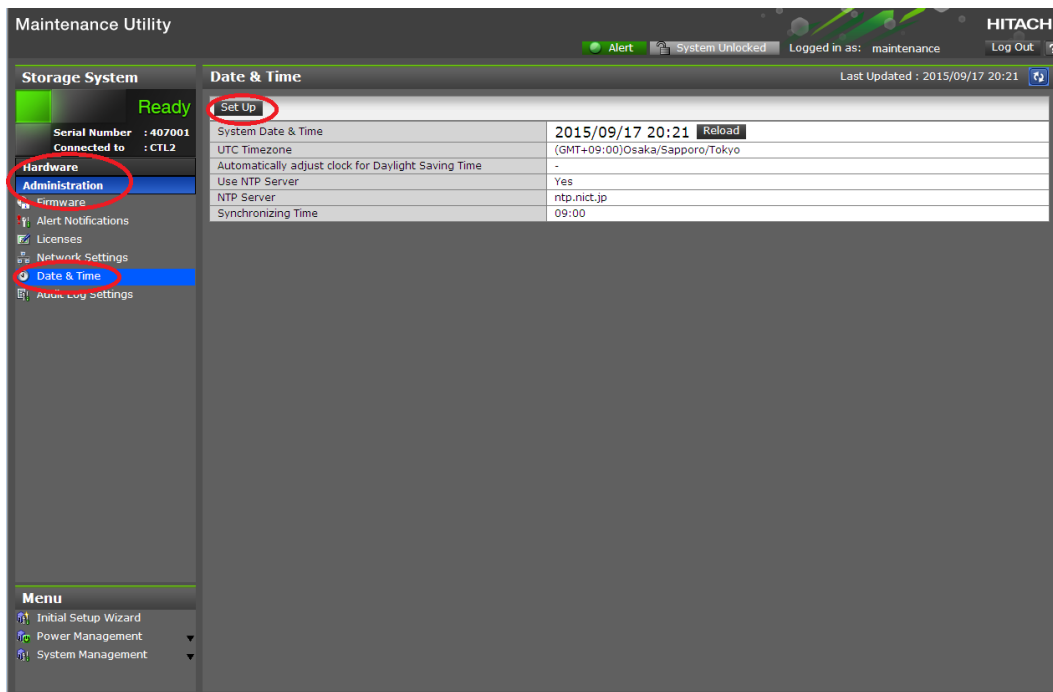 Maintenance Utility
HITACH
Alert
System Unlocked
Logged in as: maintenance
Log Out
?
Storage System
Ready
Serial Number : 407001
Connected to : CTL2
Hardware
Administration
Firmware
Alert Notifications
Licenses
Network Settings
Date & Time
Audit Log Settings
Date & Time
Last Updated : 2015/09/17 20:21
Set Up
System Date & Time 2015/09/17 20:21 Reload
UTC Timezone (GMT+09:00)Osaka/Sapporo/Tokyo
Automatically adjust clock for Daylight Saving Time -
Use NTP Server Yes
NTP Server ntp.nict.jp
Synchronizing Time 09:00
Menu
Initial Setup Wizard
Power Management
System Management